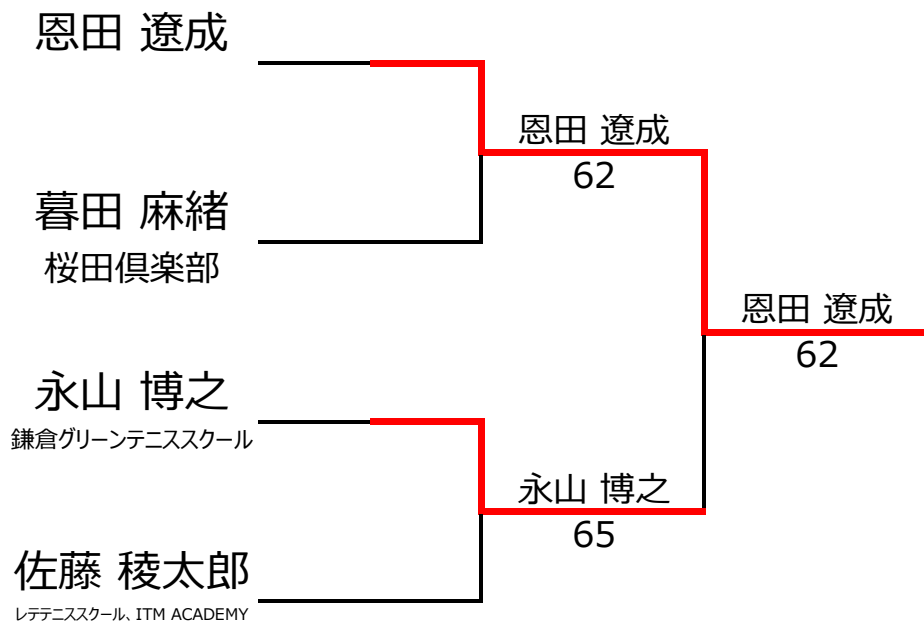 恩田 遼成
恩田 遼成
62
暮田 麻緒
桜田倶楽部
恩田 遼成
62
永山 博之
鎌倉グリーンテニススクール
永山 博之
65
佐藤 稜太郎
レテテニススクール、ITM ACADEMY